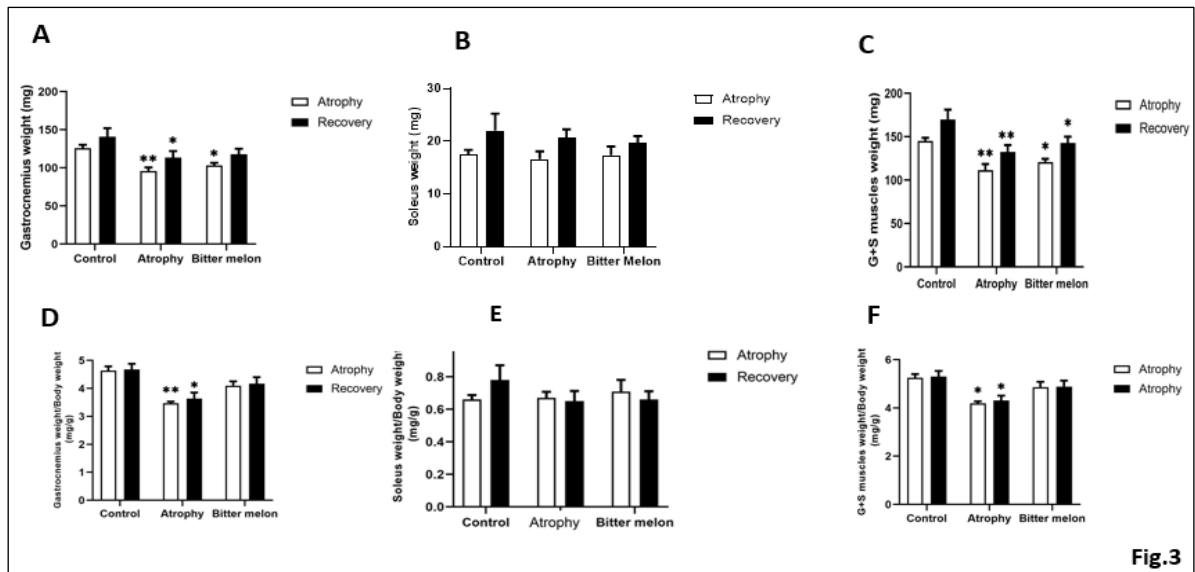 A
Gastrocnemius weight (mg)
200
150
100
50
0
** * *
Control Atrophy Bitter melon
Atrophy
Recovery
B
Soleus weight (mg)
30
20
10
0
Control Atrophy Bitter Melon
Atrophy
Recovery
C
G+S muscles weight (mg)
200
150
100
50
0
** ** * *
Control Atrophy Bitter melon
Atrophy
Recovery
D
Gastrocnemius weight/Body weight
(mg/g)
5
4
3
2
1
0
** *
Control Atrophy Bitter melon
Atrophy
Recovery
E
Soleus weight/Body weight
(mg/g)
0.8
0.6
0.4
0.2
0.0
Control Atrophy Bitter melon
Atrophy
Recovery
F
G+S muscles weight/Body weight
(mg/g)
6
4
2
0
* *
Control Atrophy Bitter melon
Atrophy
Atrophy
Fig.3